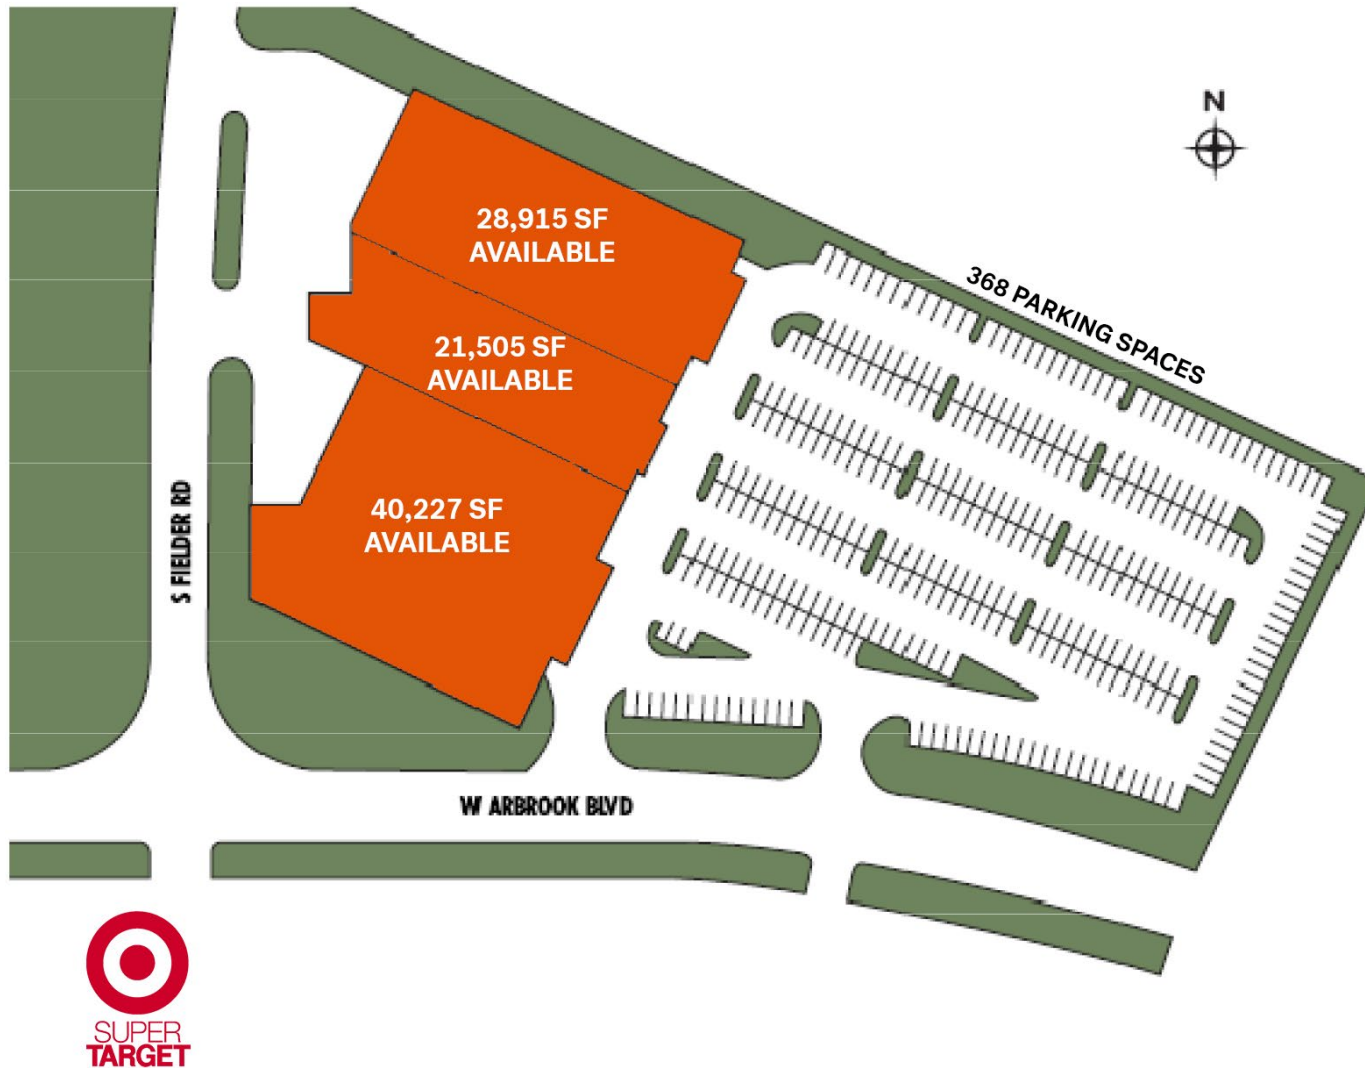 N
28,915 SF
AVAILABLE
368 PARKING SPACES
21,505 SF
AVAILABLE
40,227 SF
AVAILABLE
S FIELDER RD
W ARBROOK BLVD
SUPER
TARGET